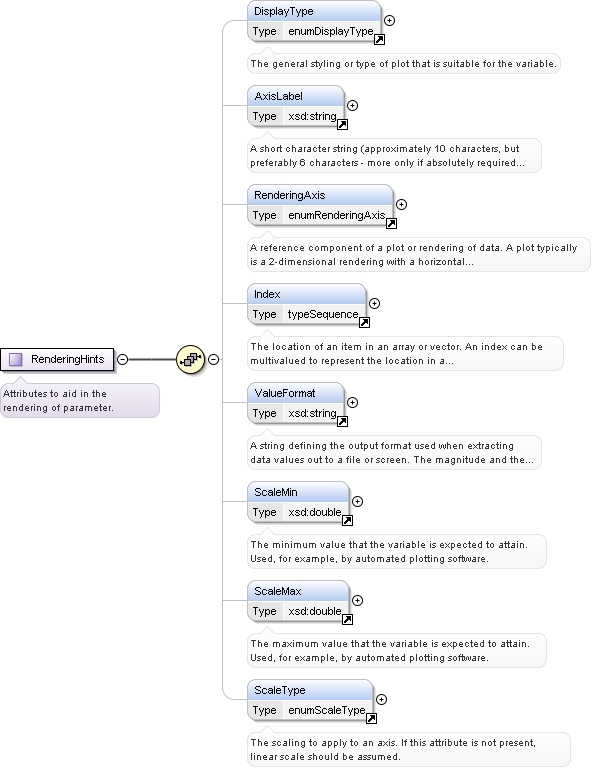 DisplayType
Type enumDisplayType
The general styling or type of plot that is suitable for the variable.
AxisLabel
Type xsd:string
A short character string (approximately 10 characters, but
preferably 6 characters - more only if absolutely required...
RenderingAxis
Type enumRenderingAxis
A reference component of a plot or rendering of data. A plot typically
is a 2-dimensional rendering with a horizontal...
Index
Type typeSequence
The location of an item in an array or vector. An index can be
multivalued to represent the location in a...
RenderingHints
Attributes to aid in the
rendering of parameter.
ValueFormat
Type xsd:string
A string defining the output format used when extracting
data values out to a file or screen. The magnitude and the...
ScaleMin
Type xsd:double
The minimum value that the variable is expected to attain.
Used, for example, by automated plotting software.
ScaleMax
Type xsd:double
The maximum value that the variable is expected to attain.
Used, for example, by automated plotting software.
ScaleType
Type enumScaleType
The scaling to apply to an axis. If this attribute is not present,
linear scale should be assumed.